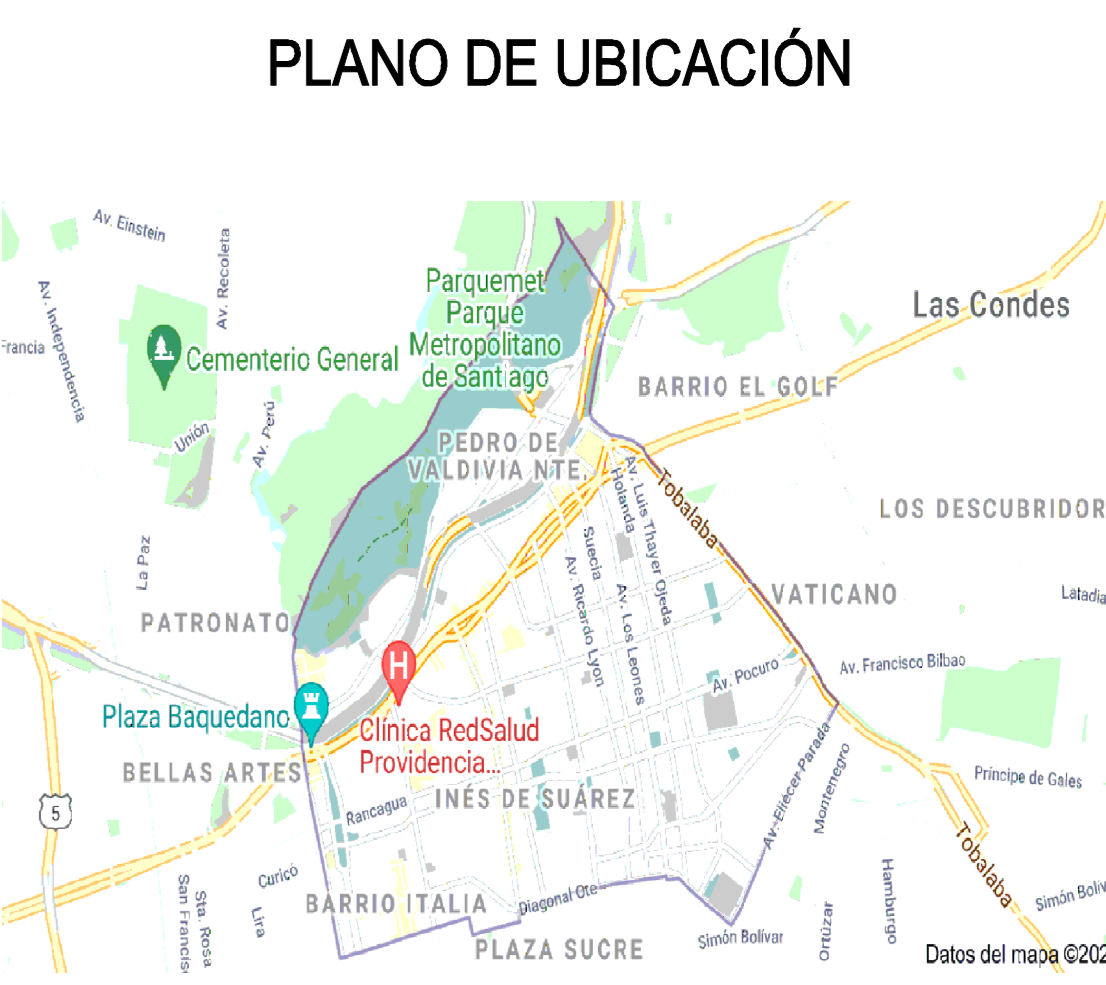 PLANO DE UBICACIÓN
Av. Einstein
Av. Recoleta
Av. Independencia
Francia
Cementerio General
Parquemet
Parque
Metropolitano
de Santiago
Las Condes
BARRIO EL GOLF
Unión
Av. Perú
PEDRO DE
VALDIVIA NTE.
Tobalaba
Av. Luis Thayer Ojeda
Holanda
Suecia
Av. Ricardo Lyon
Av. Los Leones
LOS DESCUBRIDOR
La Paz
PATRONATO
VATICANO
Latadia
H
Av. Pocuro
Av. Francisco Bilbao
Plaza Baquedano
Clínica RedSalud
Providencia...
BELLAS ARTES
INÉS DE SUÁREZ
Rancagua
Av. Eliecer Parada
Montenegro
Príncipe de Gales
5
Tobalaba
Curicó
Lira
Sta. Rosa
San Francisc
BARRIO ITALIA
Diagonal Ote
PLAZA SUCRE
Simón Bolívar
Ortúzar
Hamburgo
Simón Bolív
Datos del mapa ©202